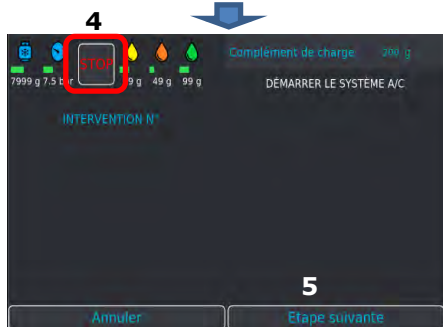 4
STOP
7999 g 7.5 bar 9 g 49 g 99 g
Complément de charge 200 g
DÉMARRER LE SYSTÈME A/C
INTERVENTION N°
5
Annuler Etape suivante